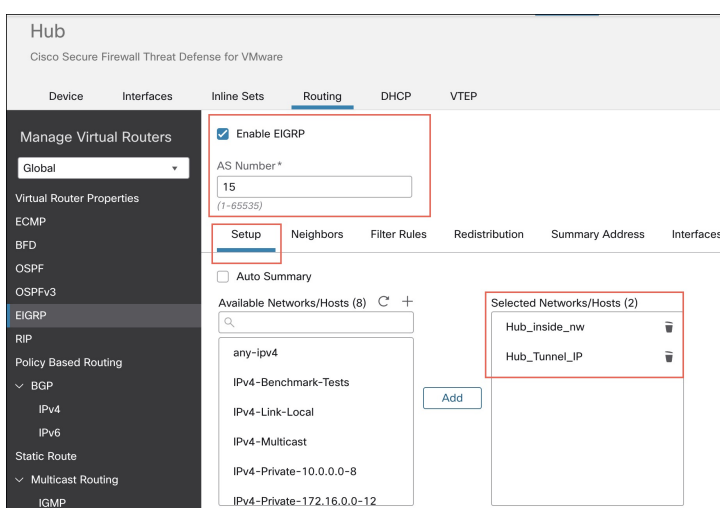 Hub
Cisco Secure Firewall Threat Defense for VMware
Device Interfaces Inline Sets Routing DHCP VTEP
Manage Virtual Routers
Global
Virtual Router Properties
ECMP
BFD
OSPF
OSPFv3
EIGRP
RIP
Policy Based Routing
BGP
IPv4
IPv6
Static Route
Multicast Routing
IGMP
Enable EIGRP
AS Number*
15
(1-65535)
Setup Neighbors Filter Rules Redistribution Summary Address Interfaces
Auto Summary
Available Networks/Hosts (8)
any-ipv4
IPv4-Benchmark-Tests
IPv4-Link-Local
IPv4-Multicast
IPv4-Private-10.0.0.0-8
IPv4-Private-172.16.0.0-12
Add
Selected Networks/Hosts (2)
Hub_inside_nw
Hub_Tunnel_IP